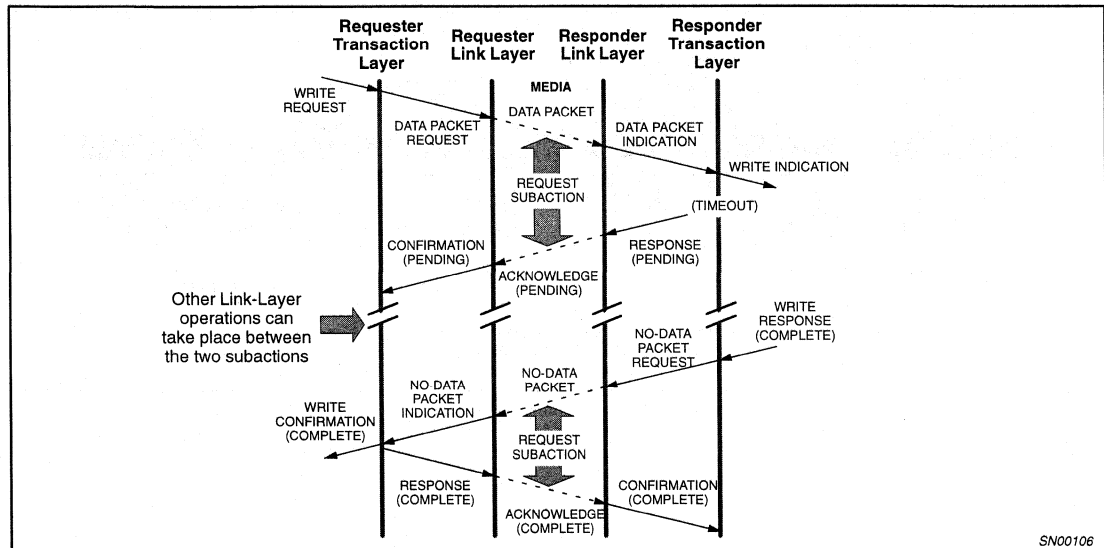 Requester
Transaction
Layer
Requester
Link Layer
Responder
Link Layer
Responder
Transaction
Layer
MEDIA
WRITE
REQUEST
DATA PACKET
DATA PACKET
REQUEST
DATA PACKET
INDICATION
WRITE INDICATION
REQUEST
SUBACTION
(TIMEOUT)
CONFIRMATION
(PENDING)
RESPONSE
(PENDING)
ACKNOWLEDGE
(PENDING)
Other Link-Layer
operations can
take place between
the two subactions
WRITE
RESPONSE
(COMPLETE)
NO-DATA
PACKET
REQUEST
NO-DATA
PACKET
NO-DATA
PACKET
INDICATION
WRITE
CONFIRMATION
(COMPLETE)
REQUEST
SUBACTION
RESPONSE
(COMPLETE)
CONFIRMATION
(COMPLETE)
ACKNOWLEDGE
(COMPLETE)
SN00106